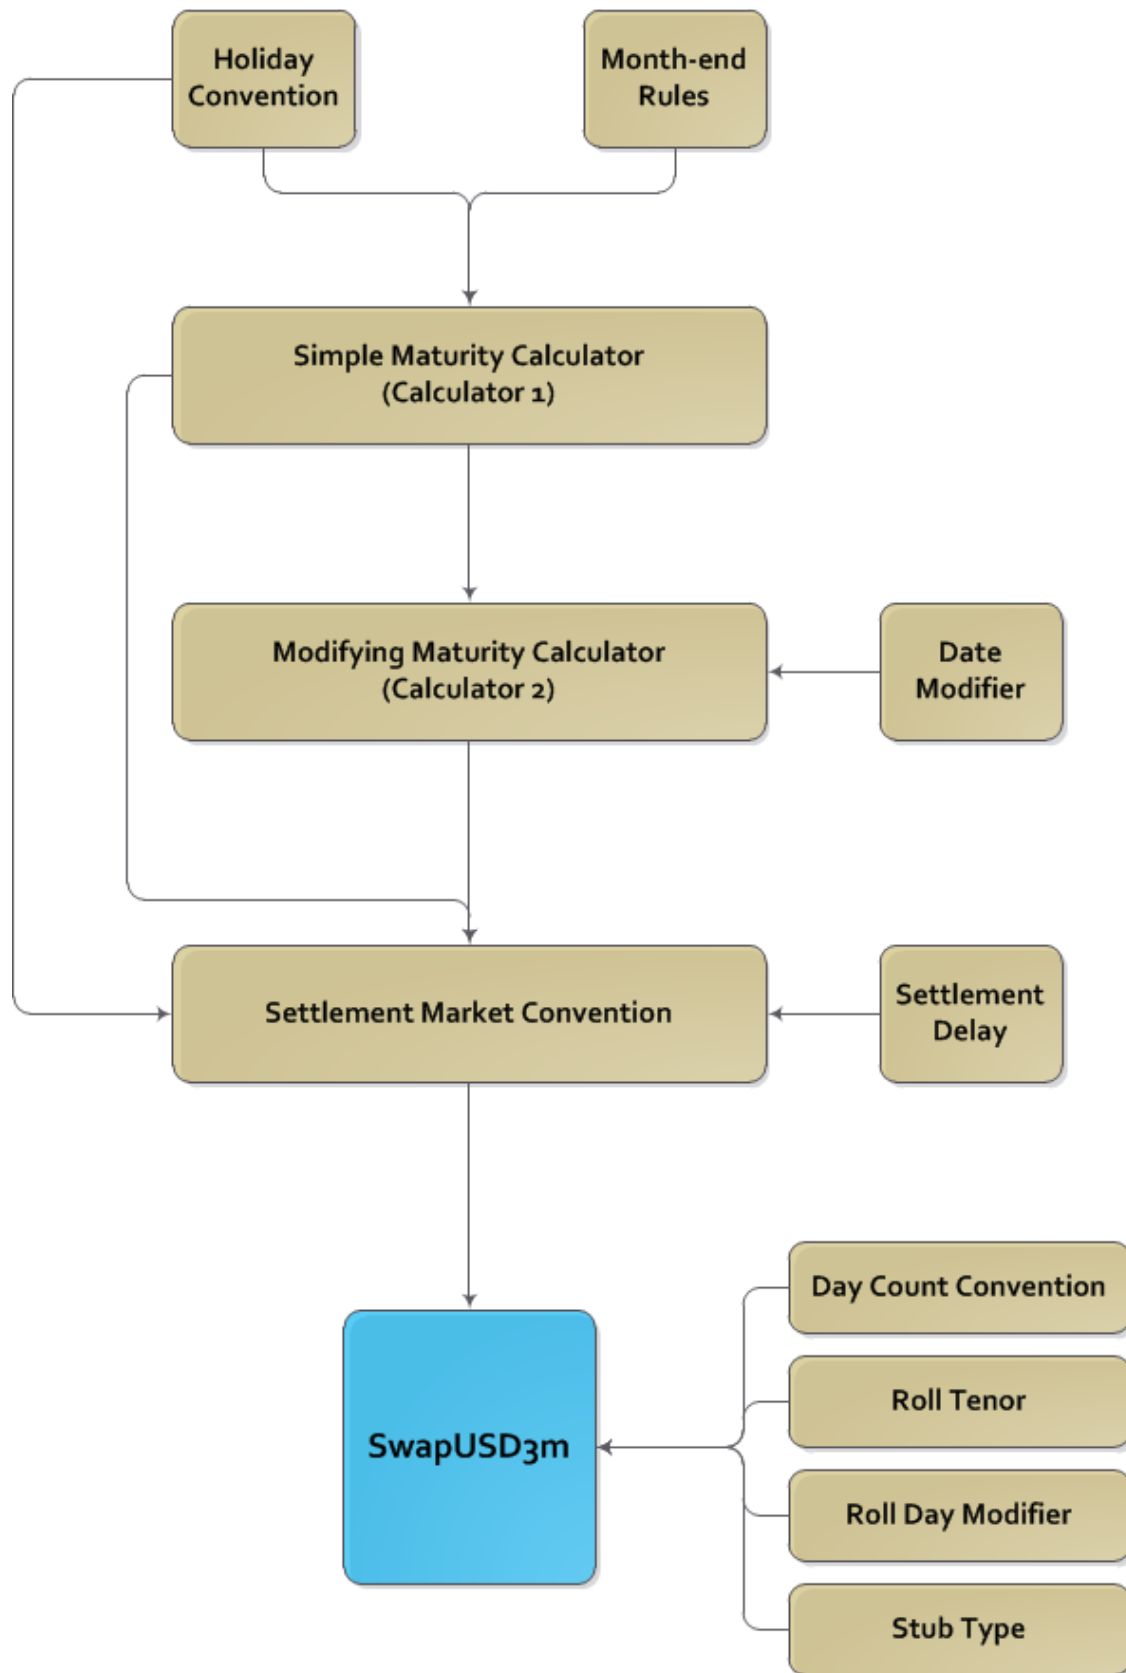 Holiday
Convention
Month-end
Rules
Simple Maturity Calculator
(Calculator 1)
Modifying Maturity Calculator
(Calculator 2)
Date
Modifier
Settlement Market Convention
Settlement
Delay
Day Count Convention
Roll Tenor
SwapUSD3m
Roll Day Modifier
Stub Type